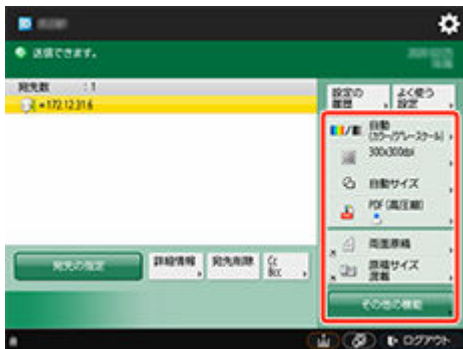 送信できます。
宛先数 :1
172.12.31.6
設定の
履歴
よく使う
設定
自動
(カラー/グレースケール)
300x300dpi
自動サイズ
PDF (高圧縮)
両面原稿
原稿サイズ
混載
宛先の指定
詳細情報
宛先削除
Cc
Bcc
その他の機能
ログアウト